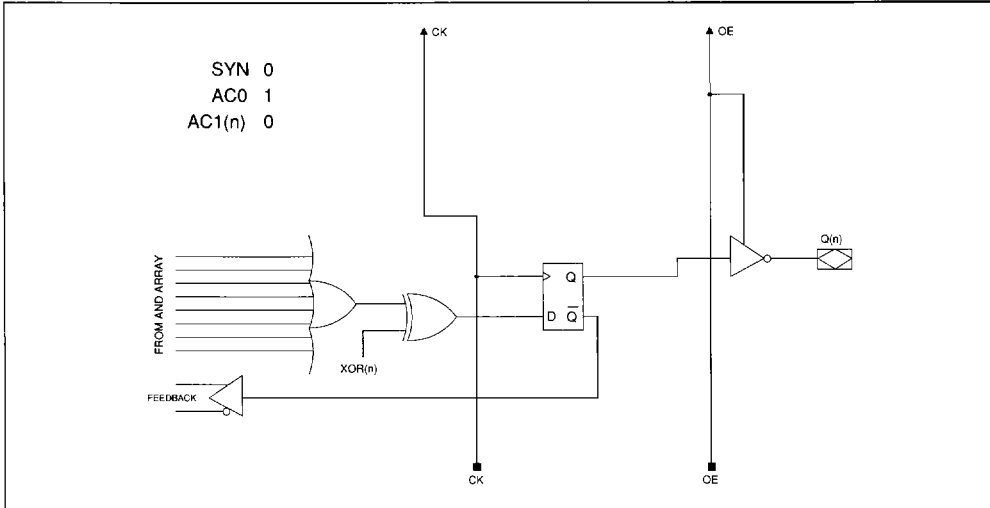 CK
OE
SYN 0
AC0 1
AC1(n) 0
Q(n)
FROM AND ARRAY
Q
D Q̅
XOR(n)
FEEDBACK
CK
OE